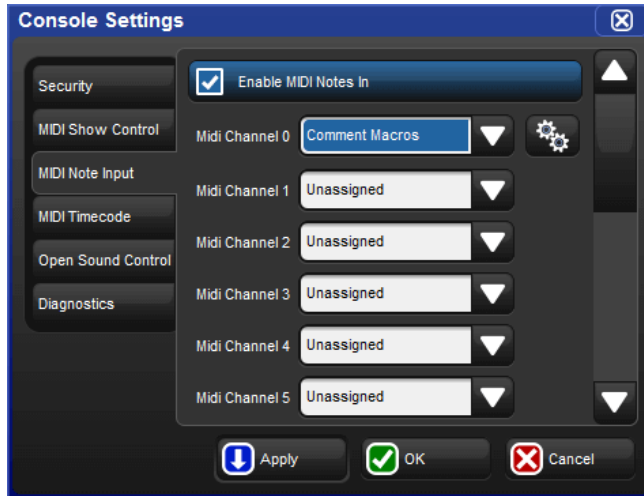 Console Settings
Security
MIDI Show Control
MIDI Note Input
MIDI Timecode
Open Sound Control
Diagnostics
Enable MIDI Notes In
Midi Channel 0 Comment Macros
Midi Channel 1 Unassigned
Midi Channel 2 Unassigned
Midi Channel 3 Unassigned
Midi Channel 4 Unassigned
Midi Channel 5 Unassigned
Apply OK Cancel